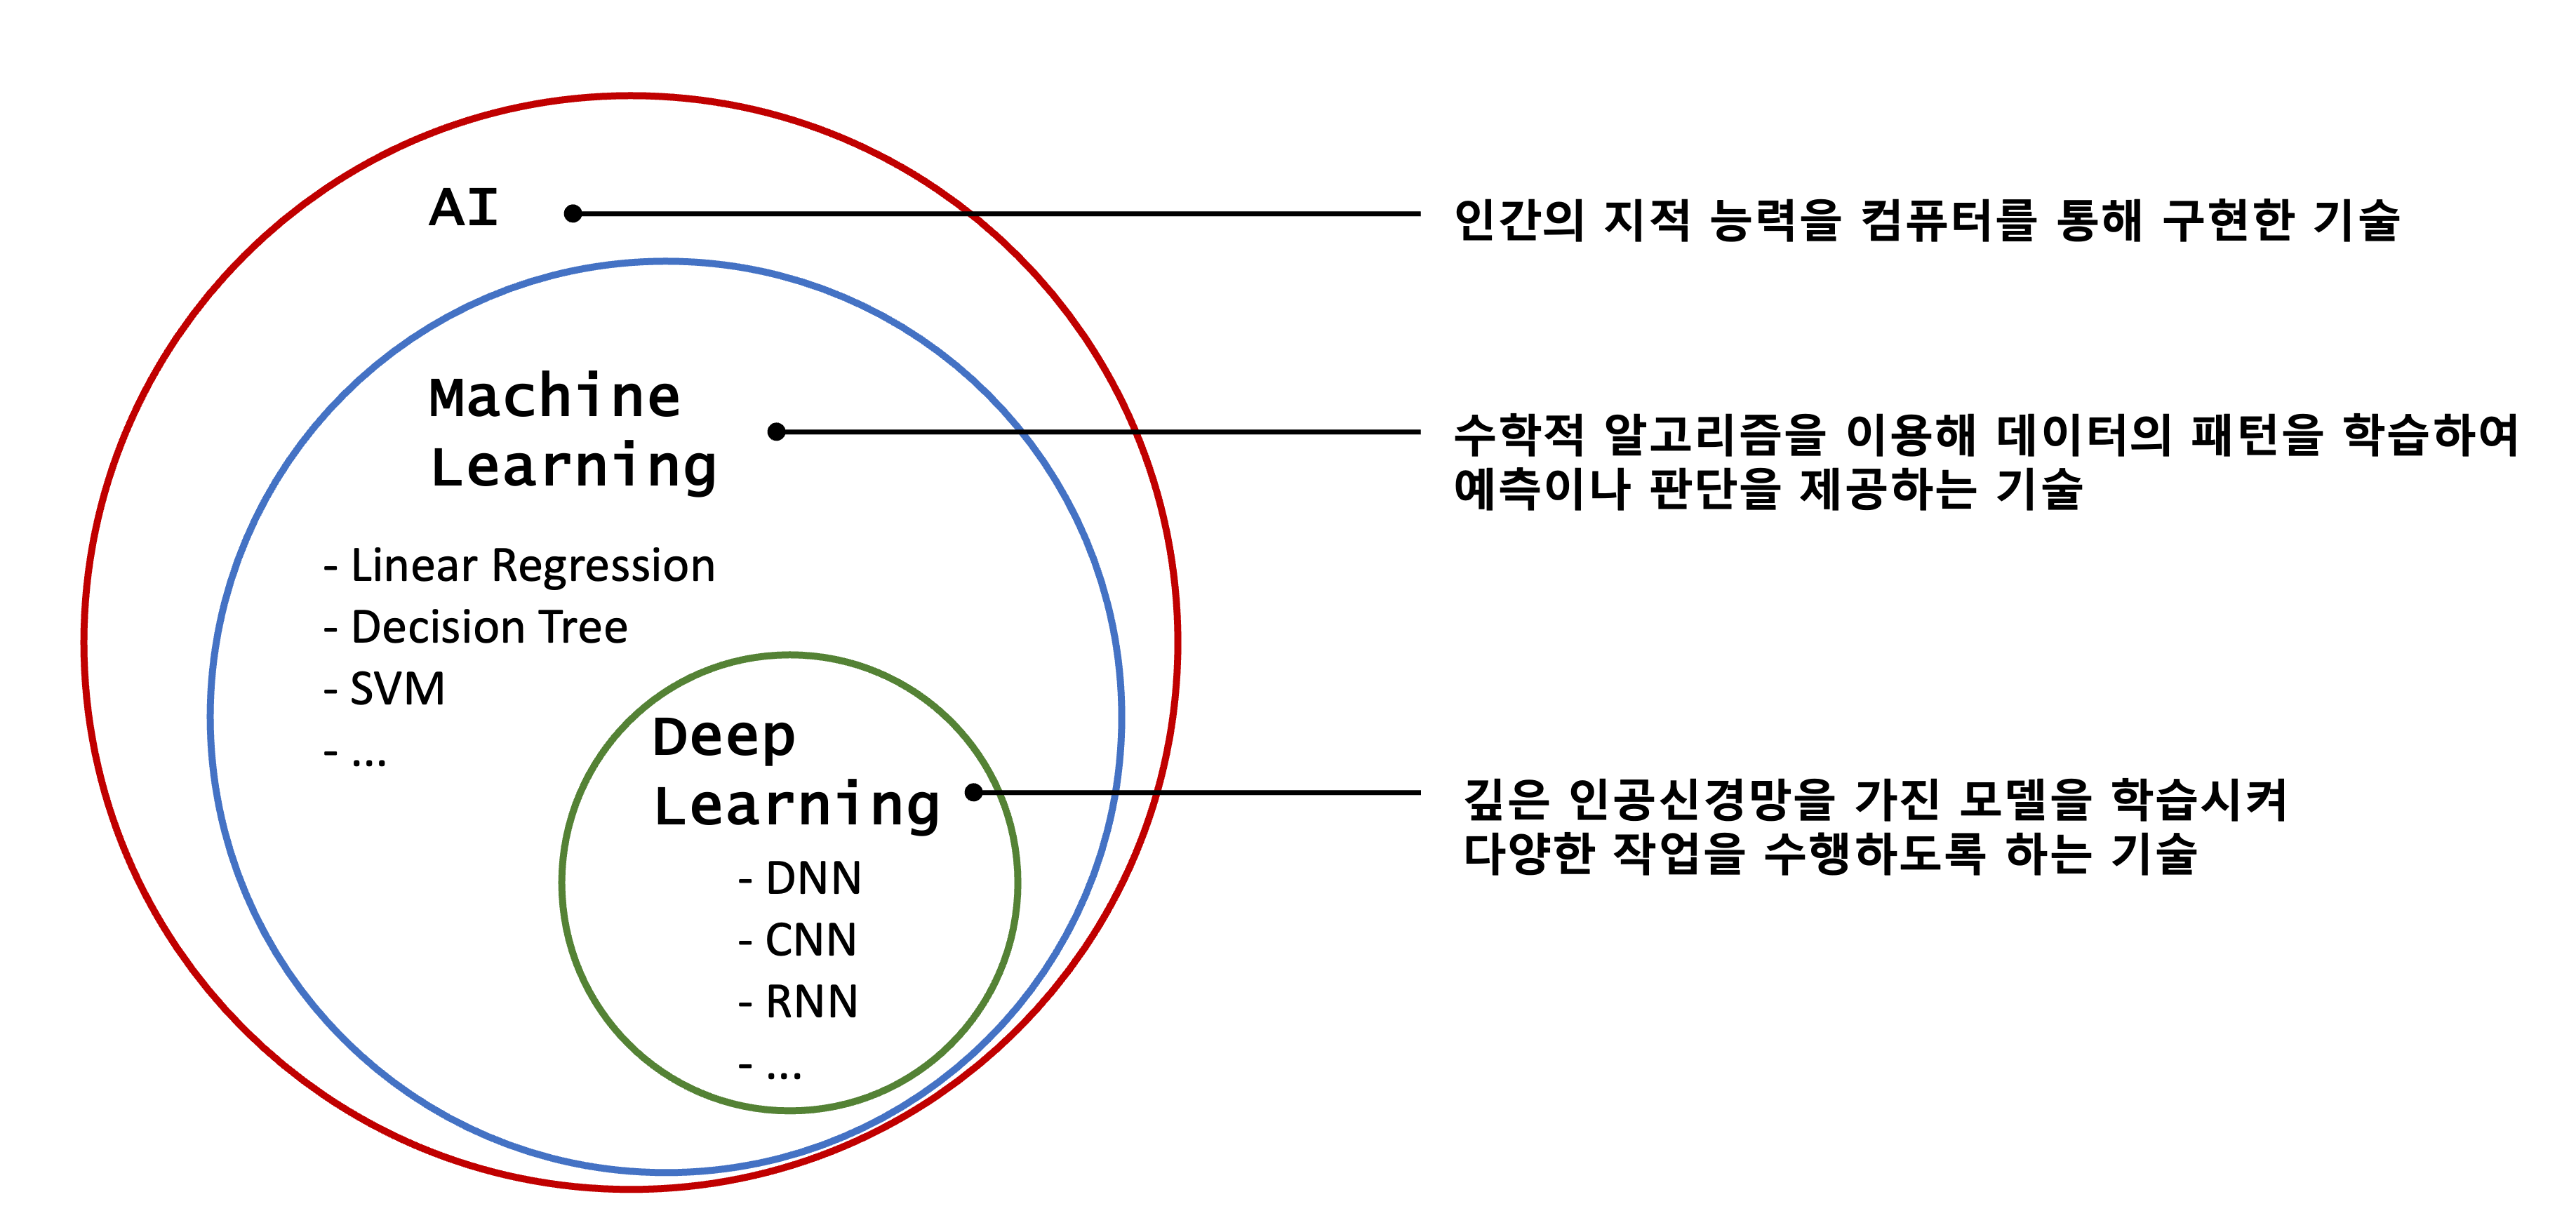 AI
인간의 지적 능력을 컴퓨터를 통해 구현한 기술
Machine
Learning
수학적 알고리즘을 이용해 데이터의 패턴을 학습하여
예측이나 판단을 제공하는 기술
- Linear Regression
- Decision Tree
- SVM
- ...
Deep
Learning
깊은 인공신경망을 가진 모델을 학습시켜
다양한 작업을 수행하도록 하는 기술
- DNN
- CNN
- RNN
- ...